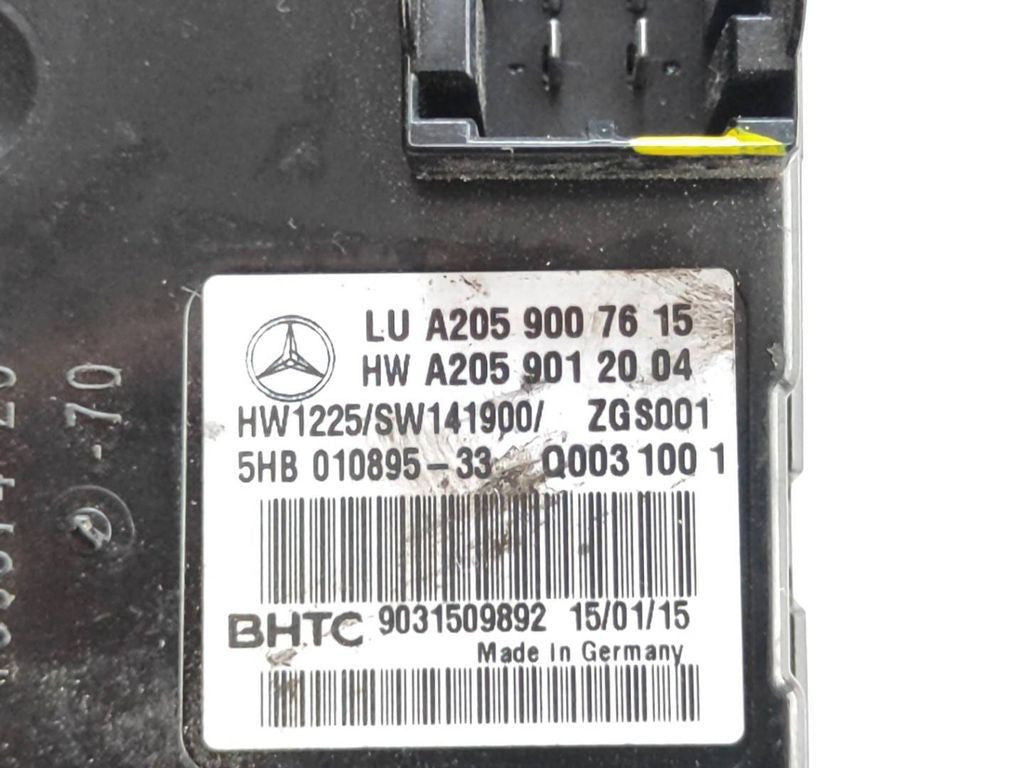 LU A205 900 76 15
HW A205 901 20 04
HW1225/SW141900/ ZGS001
5HB 010895-33 Q003 100 1
BHTC 9031509892 15/01/15
Made in Germany
-70